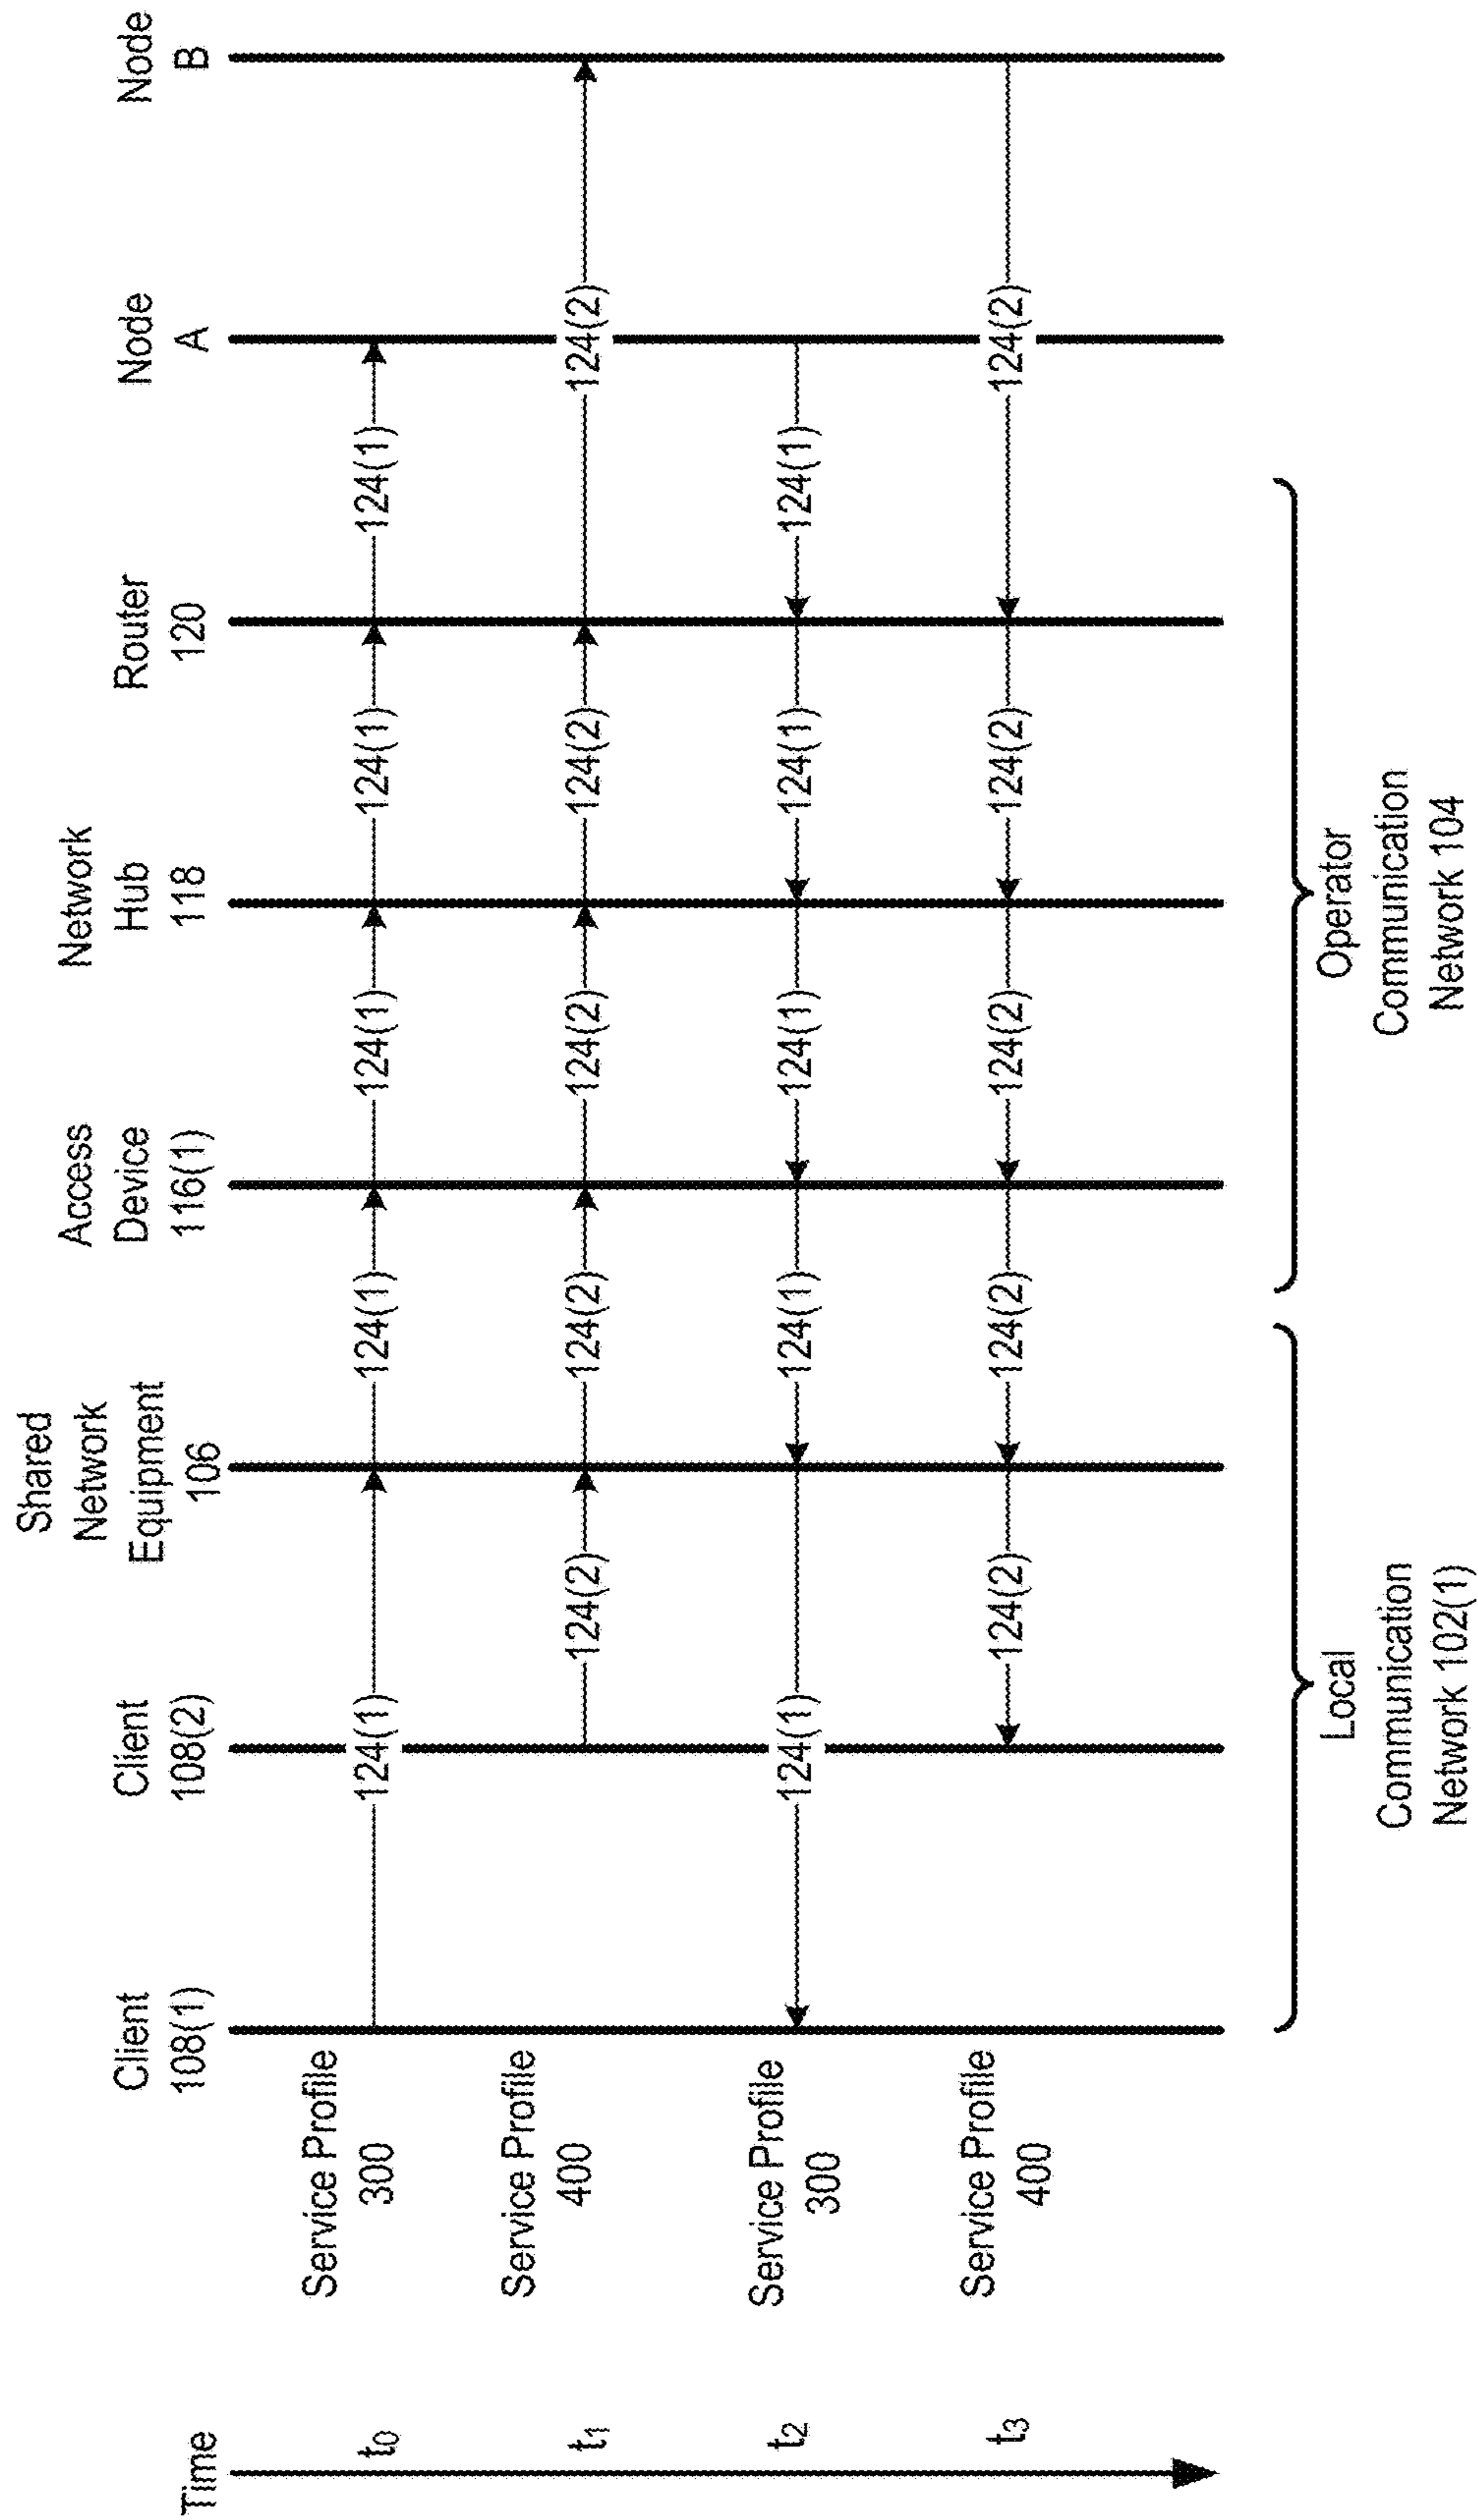 Time
Client
108(1)
Client
108(2)
Shared
Network
Equipment
106
Access
Device
116(1)
Network
Hub
118
Router
120
Node
A
Node
B
t0
Service Profile
300
124(1)
124(1)
124(1)
124(1)
124(1)
t1
Service Profile
400
124(2)
124(2)
124(2)
124(2)
124(2)
t2
Service Profile
300
124(1)
124(1)
124(1)
124(1)
124(1)
t3
Service Profile
400
124(2)
124(2)
124(2)
124(2)
124(2)
Local
Communication
Network 102(1)
Operator
Communication
Network 104